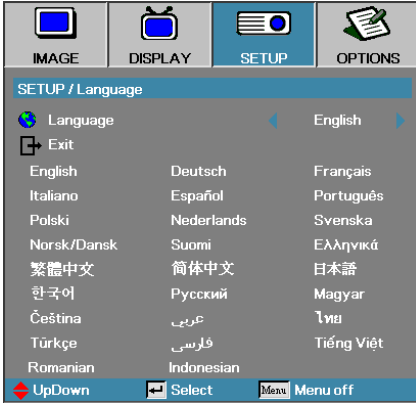 IMAGE DISPLAY SETUP OPTIONS
SETUP / Language
Language English
Exit
English Deutsch Français
Italiano Español Português
Polski Nederlands Svenska
Norsk/Dansk Suomi Ελληνικά
繁體中文 简体中文 日本語
한국어 Русский Magyar
Čeština عربي ไทย
Türkçe فارسی Tiếng Việt
Romanian Indonesian
UpDown Select Menu Menu off